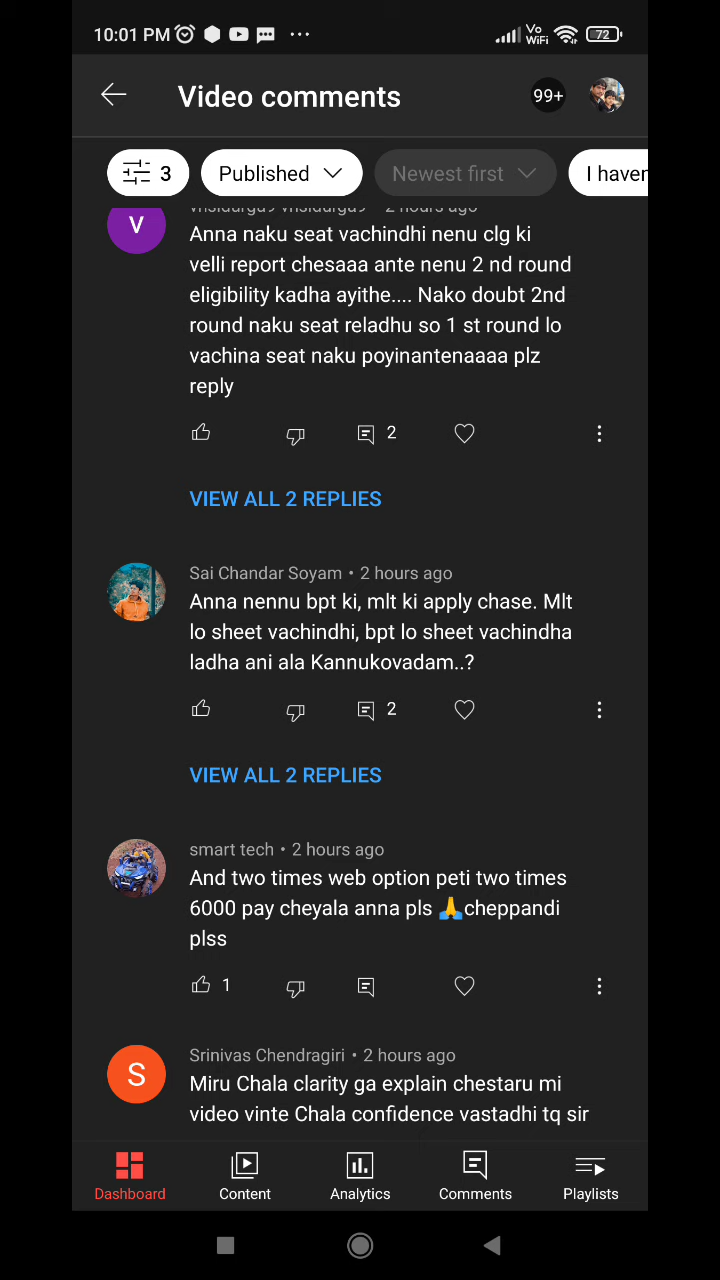 10:01 PM
Vo
WiFi
72
Video comments
99+
3 Published Newest first I haven
V
2 hours ago
Anna naku seat vachindhi nenu clg ki
velli report chesaaa ante nenu 2 nd round
eligibility kadha ayithe.... Nako doubt 2nd
round naku seat reladhu so 1 st round lo
vachina seat naku poyinantenaaaa plz
reply
2
VIEW ALL 2 REPLIES
Sai Chandar Soyam • 2 hours ago
Anna nennu bpt ki, mlt ki apply chase. Mlt
lo sheet vachindhi, bpt lo sheet vachindha
ladha ani ala Kannukovadam..?
2
VIEW ALL 2 REPLIES
smart tech • 2 hours ago
And two times web option peti two times
6000 pay cheyala anna pls 🙏cheppandi
plss
1
S
Srinivas Chendragiri • 2 hours ago
Miru Chala clarity ga explain chestaru mi
video vinte Chala confidence vastadhi tq sir
Dashboard Content Analytics Comments Playlists